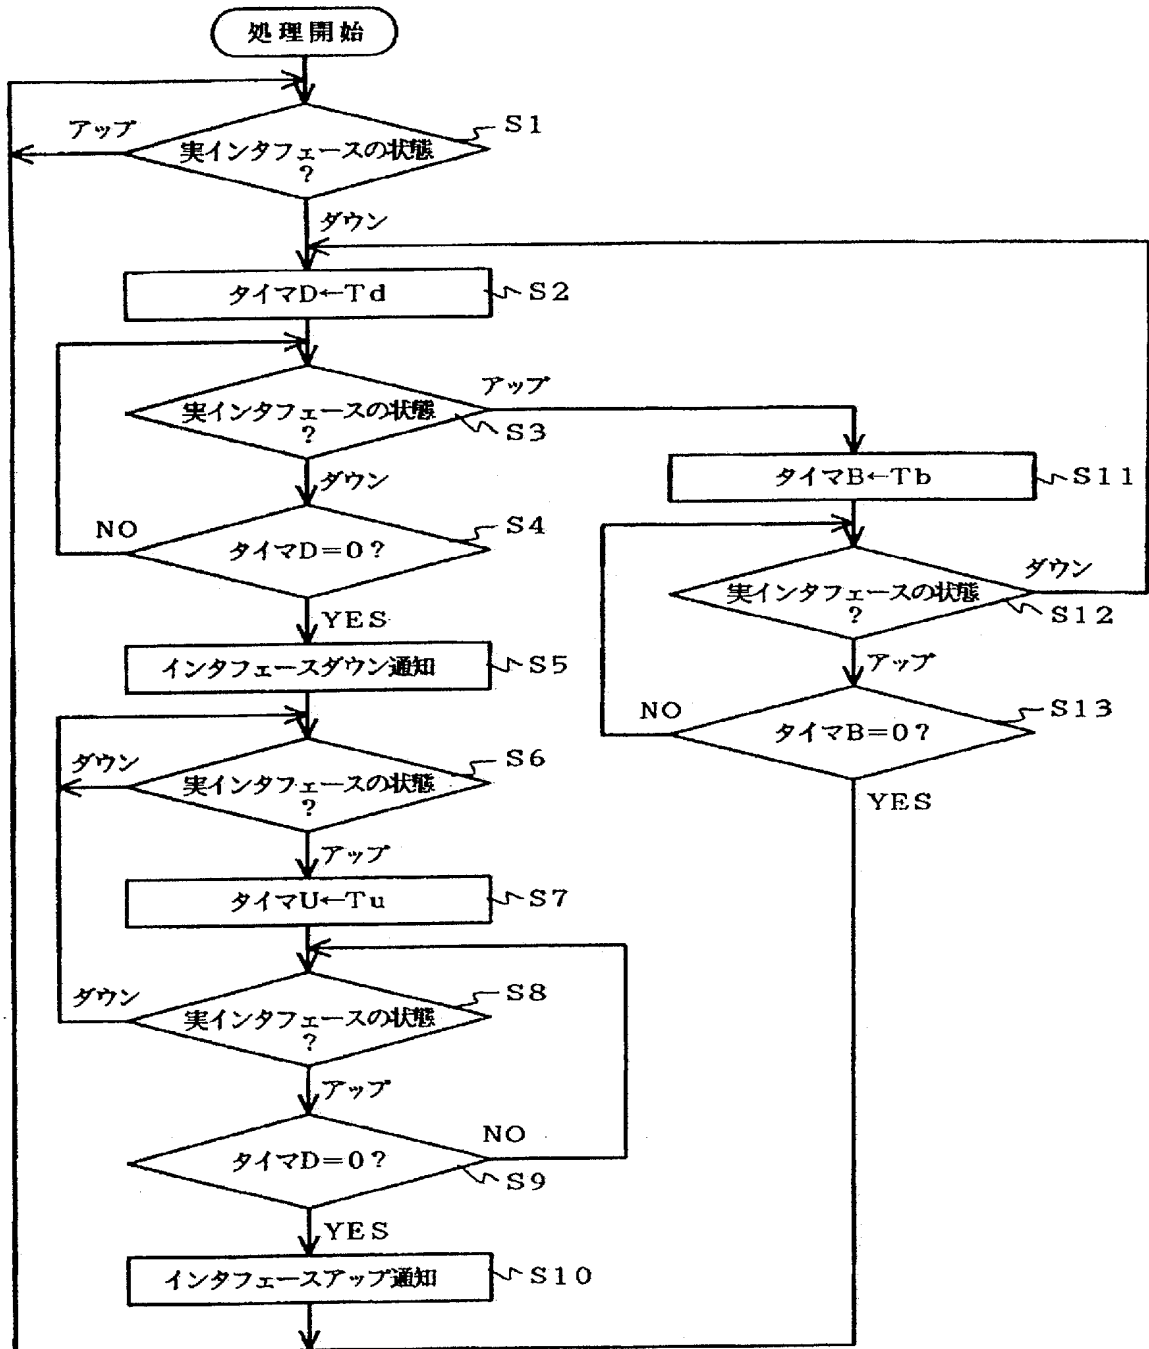 処理開始
アップ
S1
実インタフェースの状態
?
ダウン
タイマD←Td
S2
アップ
実インタフェースの状態
?
S3
ダウン
タイマB←Tb
S11
NO
タイマD=0?
S4
ダウン
実インタフェースの状態
?
S12
YES
インタフェースダウン通知
S5
アップ
NO
タイマB=0?
S13
ダウン
実インタフェースの状態
?
S6
YES
アップ
タイマU←Tu
S7
ダウン
実インタフェースの状態
?
S8
アップ
NO
タイマD=0?
S9
YES
インタフェースアップ通知
S10